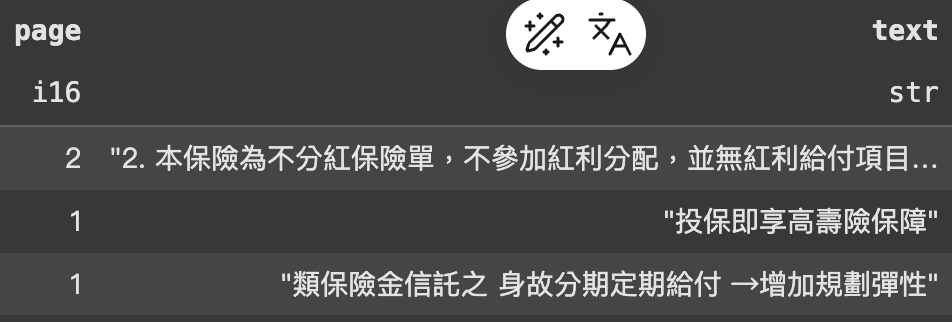 page text
i16 str
2 "2. 本保險為不分紅保險單，不參加紅利分配，並無紅利給付項目…
1 "投保即享高壽險保障"
1 "類保險金信託之 身故分期定期給付 →增加規劃彈性"